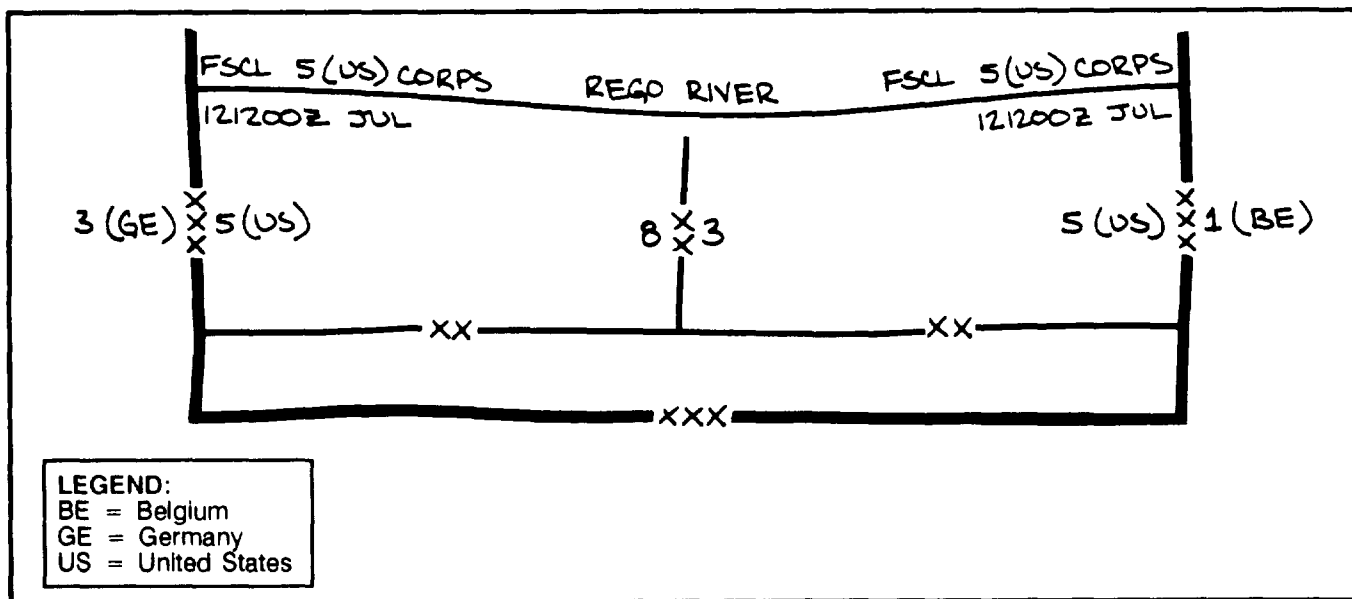 FSCL 5 (US) CORPS REGO RIVER FSCL 5 (US) CORPS
121200Z JUL 121200Z JUL
3 (GE) XXX 5 (US) 8 XX 3 5 (US) XXX 1 (BE)
XX XX
XXX
LEGEND:
BE = Belgium
GE = Germany
US = United States